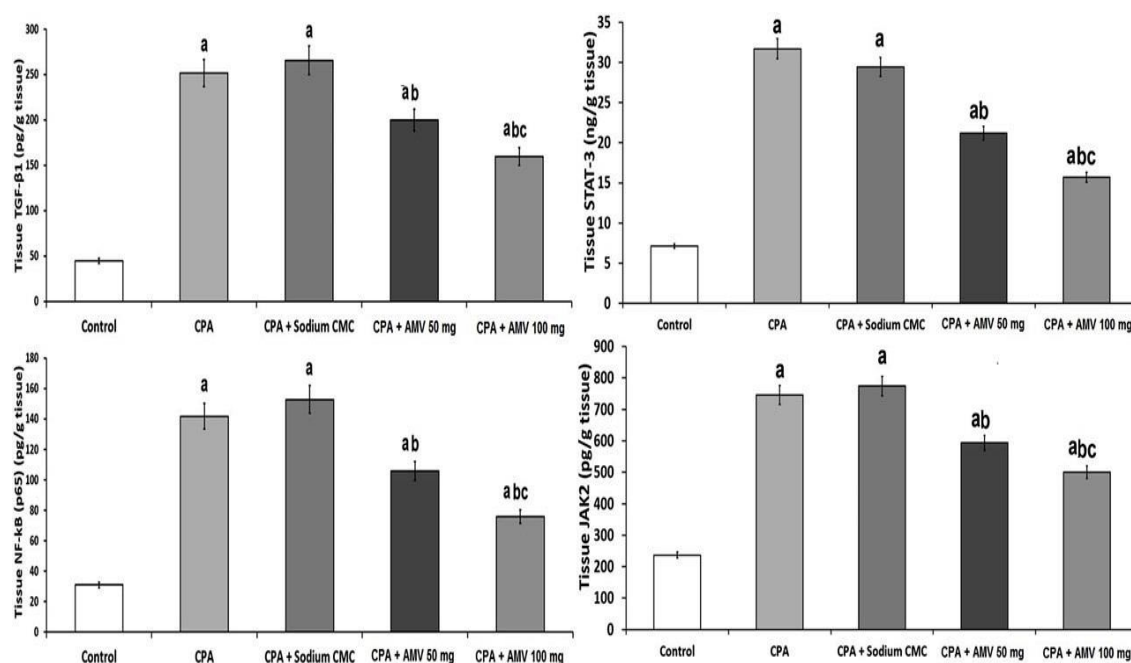 Tissue TGF-β1 (pg/g tissue)
300
250
200
150
100
50
0
a
a
ab
abc
Control
CPA
CPA + Sodium CMC
CPA + AMV 50 mg
CPA + AMV 100 mg
Tissue STAT-3 (ng/g tissue)
35
30
25
20
15
10
5
0
a
a
ab
abc
Control
CPA
CPA + Sodium CMC
CPA + AMV 50 mg
CPA + AMV 100 mg
Tissue NF-kB (p65) (pg/g tissue)
180
160
140
120
100
80
60
40
20
0
a
a
ab
abc
Control
CPA
CPA + Sodium CMC
CPA + AMV 50 mg
CPA + AMV 100 mg
Tissue JAK2 (pg/g tissue)
900
800
700
600
500
400
300
200
100
0
a
a
ab
abc
Control
CPA
CPA + Sodium CMC
CPA + AMV 50 mg
CPA + AMV 100 mg